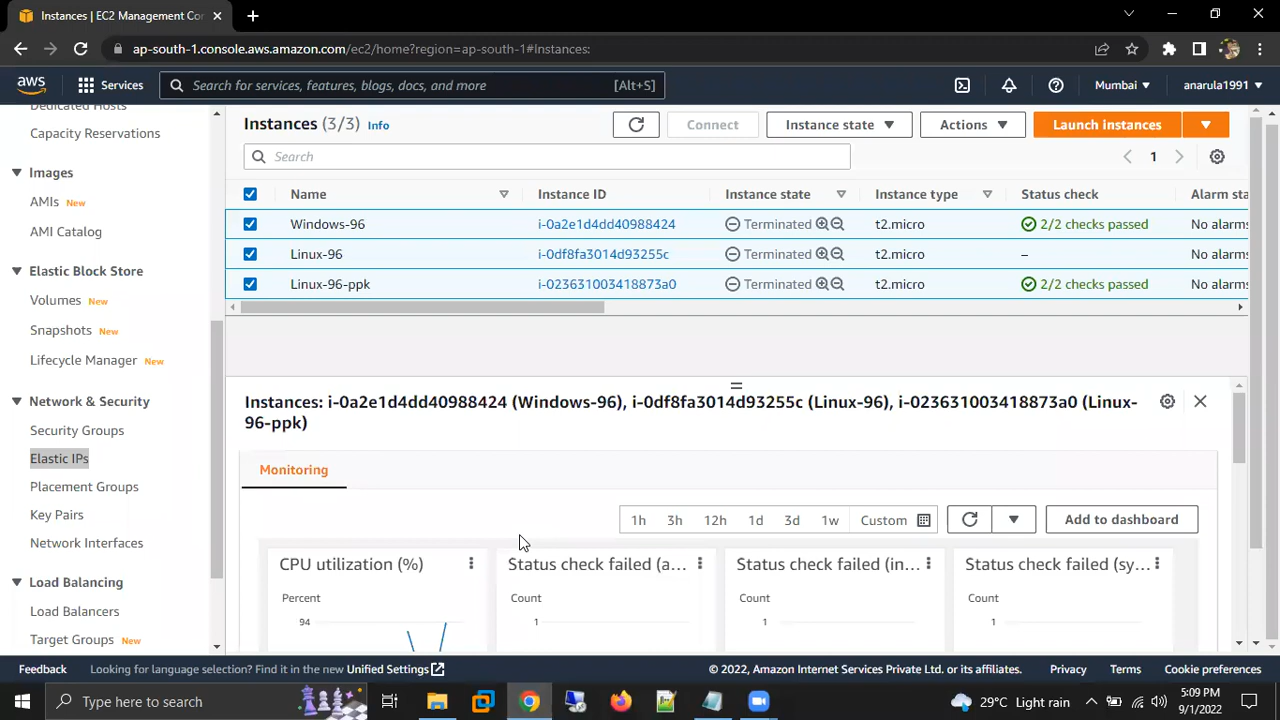 Instances | EC2 Management Con
ap-south-1.console.aws.amazon.com/ec2/home?region=ap-south-1#Instances:
aws
Services
Search for services, features, blogs, docs, and more
[Alt+S]
Mumbai
anarula1991
Dedicated Hosts
Capacity Reservations
Images
AMIs New
AMI Catalog
Elastic Block Store
Volumes New
Snapshots New
Lifecycle Manager New
Network & Security
Security Groups
Elastic IPs
Placement Groups
Key Pairs
Network Interfaces
Load Balancing
Load Balancers
Target Groups New
Instances (3/3) Info
Connect
Instance state
Actions
Launch instances
Search
1
Name Instance ID Instance state Instance type Status check Alarm sta
Windows-96 i-0a2e1d4dd40988424 Terminated t2.micro 2/2 checks passed No alarms
Linux-96 i-0df8fa3014d93255c Terminated t2.micro – No alarms
Linux-96-ppk i-023631003418873a0 Terminated t2.micro 2/2 checks passed No alarms
Instances: i-0a2e1d4dd40988424 (Windows-96), i-0df8fa3014d93255c (Linux-96), i-023631003418873a0 (Linux-
96-ppk)
Monitoring
1h 3h 12h 1d 3d 1w Custom
Add to dashboard
CPU utilization (%)
Percent
94
Status check failed (a...
Count
1
Status check failed (in...
Count
1
Status check failed (sy...
Count
1
Feedback
Looking for language selection? Find it in the new Unified Settings
© 2022, Amazon Internet Services Private Ltd. or its affiliates.
Privacy
Terms
Cookie preferences
Type here to search
29°C Light rain
5:09 PM
9/1/2022